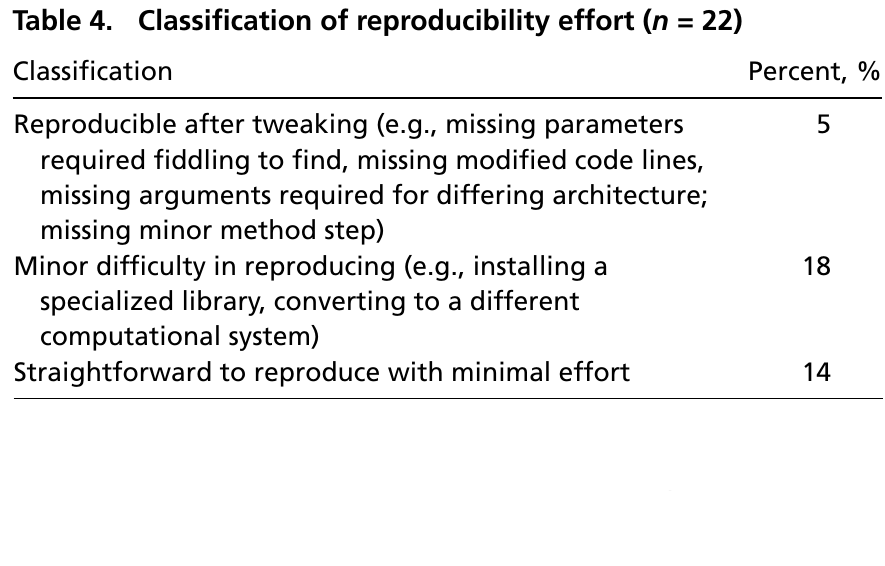 Table 4. Classification of reproducibility effort (n = 22)
Classification Percent, %
Reproducible after tweaking (e.g., missing parameters 5
required fiddling to find, missing modified code lines,
missing arguments required for differing architecture;
missing minor method step)
Minor difficulty in reproducing (e.g., installing a 18
specialized library, converting to a different
computational system)
Straightforward to reproduce with minimal effort 14